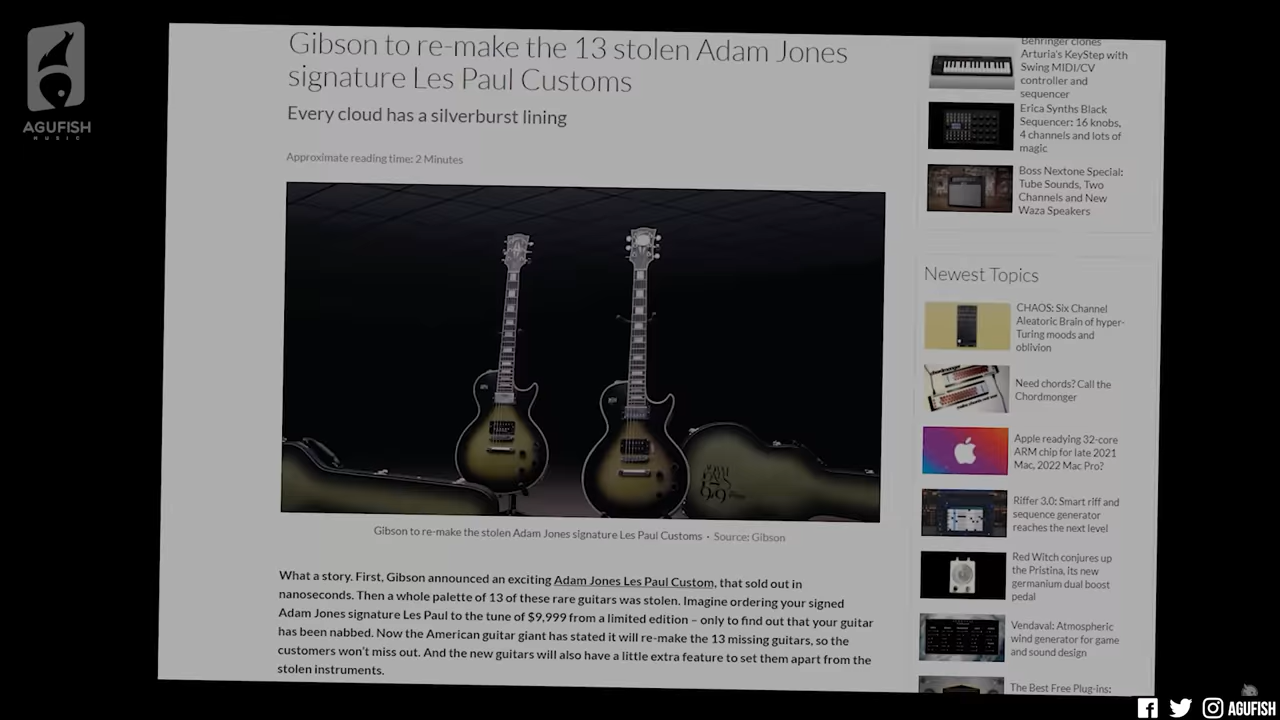 AGUFISH
MUSIC
Gibson to re-make the 13 stolen Adam Jones
signature Les Paul Customs
Every cloud has a silverburst lining
Approximate reading time: 2 Minutes
Gibson to re-make the stolen Adam Jones signature Les Paul Customs · Source: Gibson
What a story. First, Gibson announced an exciting Adam Jones Les Paul Custom, that sold out in
nanoseconds. Then a whole palette of 13 of these rare guitars was stolen. Imagine ordering your signed
Adam Jones signature Les Paul to the tune of $9,999 from a limited edition – only to find out that your guitar
has been nabbed. Now the American guitar giant has stated it will re-make the 13 missing guitars, so the
customers won't miss out. And the new guitars will also have a little extra feature to set them apart from the
stolen instruments.
Behringer clones
Arturia's KeyStep with
Swing MIDI/CV
controller and
sequencer
Erica Synths Black
Sequencer: 16 knobs,
4 channels and lots of
magic
Boss Nextone Special:
Tube Sounds, Two
Channels and New
Waza Speakers
Newest Topics
CHAOS: Six Channel
Aleatoric Brain of hyper-
Turing moods and
oblivion
Need chords? Call the
Chordmonger
Apple readying 32-core
ARM chip for late 2021
Mac, 2022 Mac Pro?
Riffer 3.0: Smart riff and
sequence generator
reaches the next level
Red Witch conjures up
the Pristina, its new
germanium dual boost
pedal
Vendaval: Atmospheric
wind generator for game
and sound design
The Best Free Plug-ins:
AGUFISH